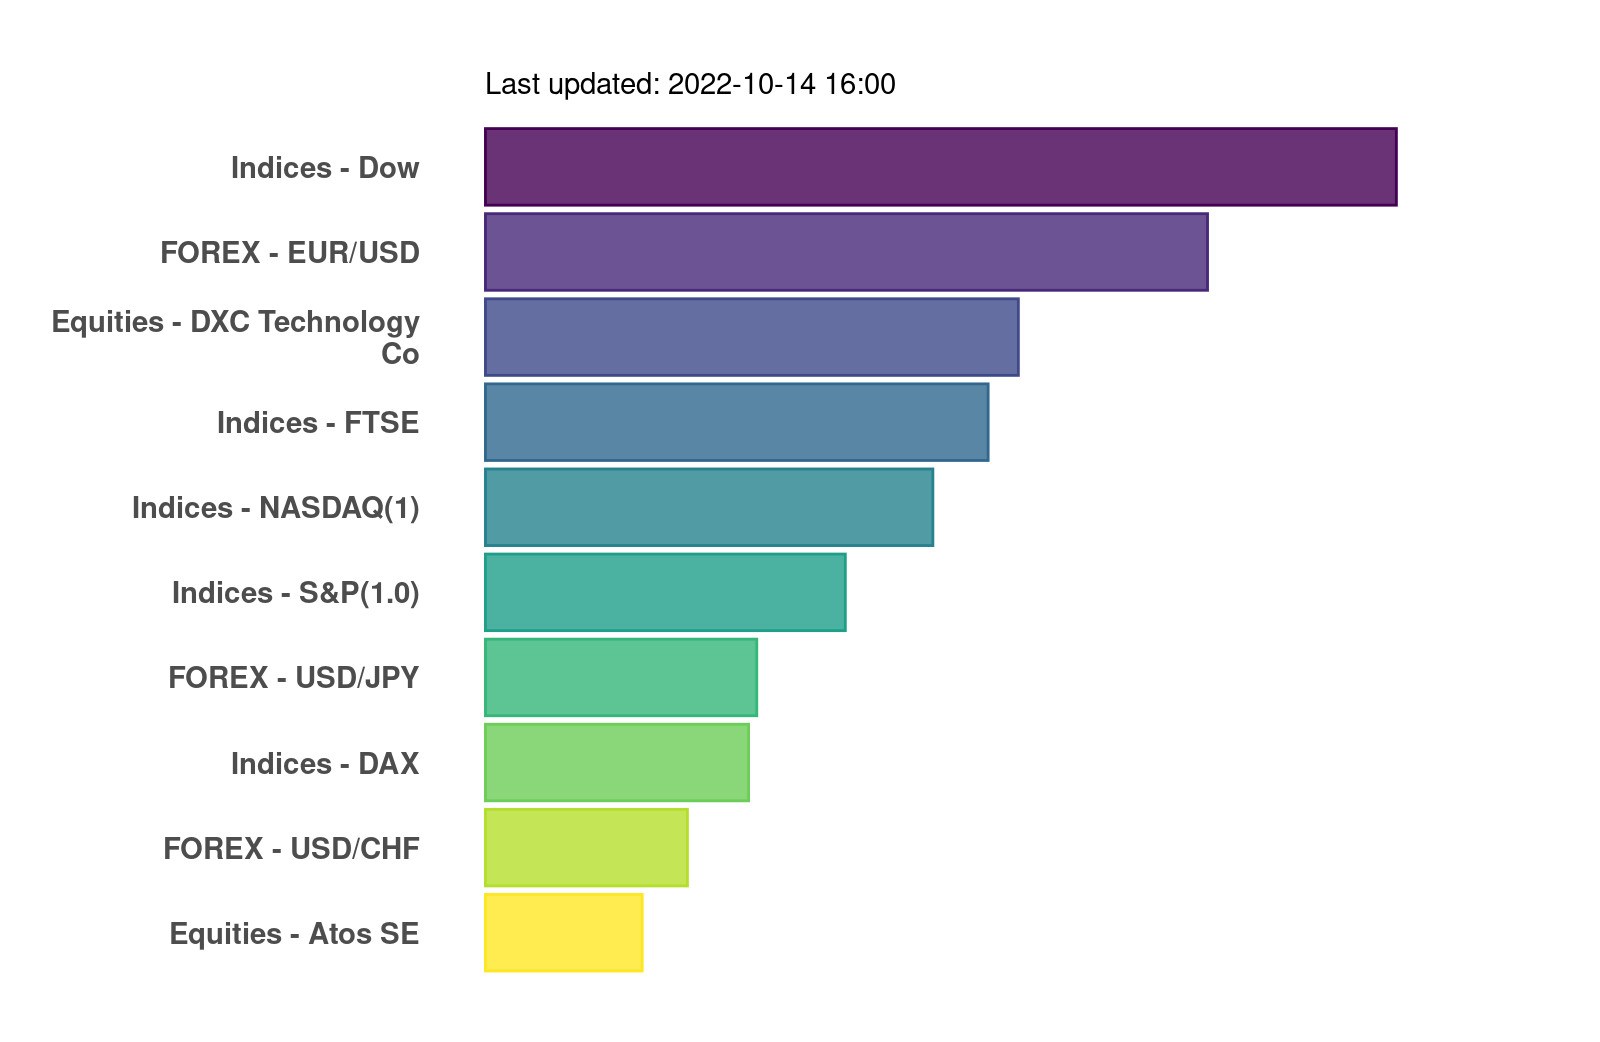 Last updated: 2022-10-14 16:00
Indices - Dow
FOREX - EUR/USD
Equities - DXC Technology
Co
Indices - FTSE
Indices - NASDAQ(1)
Indices - S&P(1.0)
FOREX - USD/JPY
Indices - DAX
FOREX - USD/CHF
Equities - Atos SE